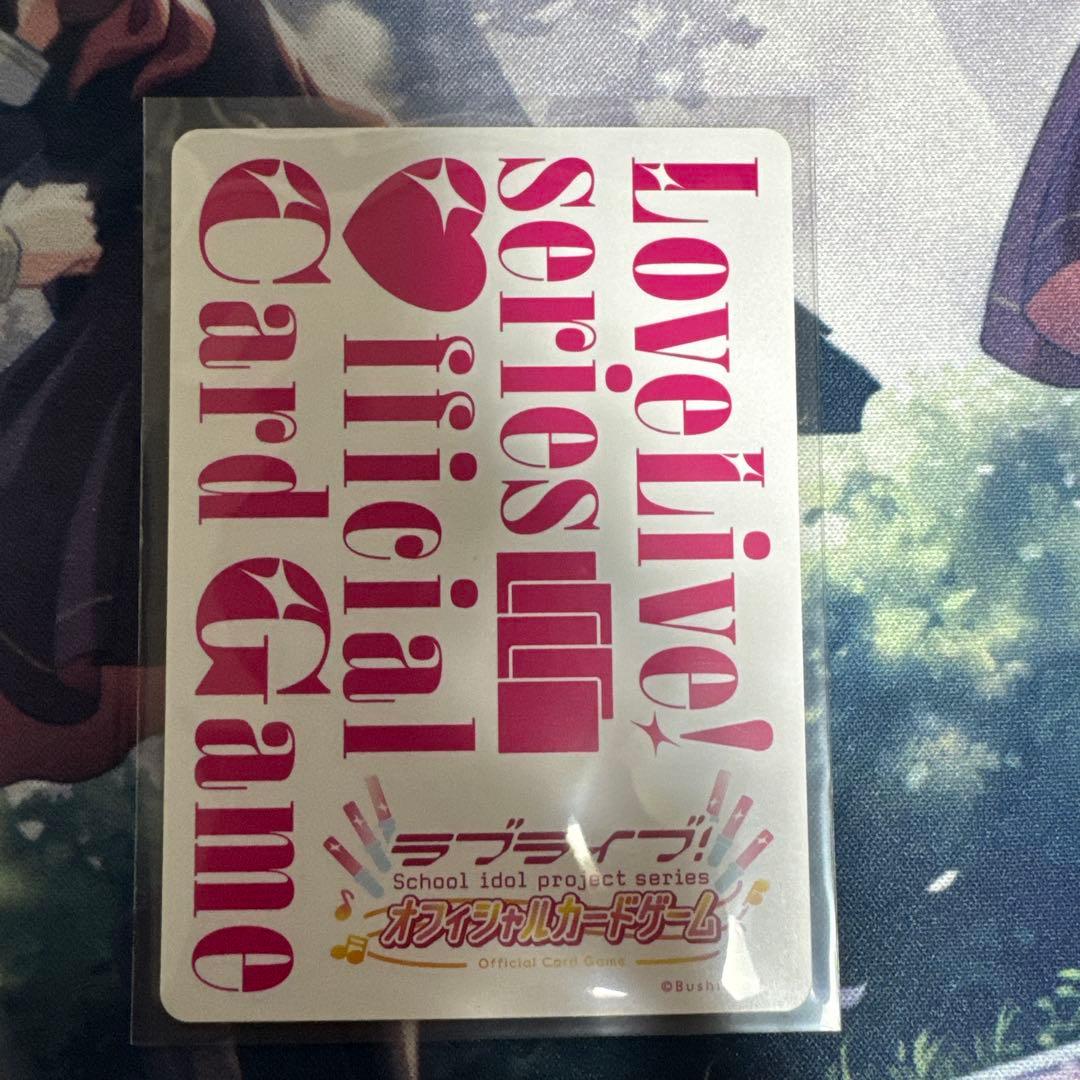 LoveLive!
series
Official
Card Game
ラブライブ!
School idol project series
オフィシャルカードゲーム
Official Card Game